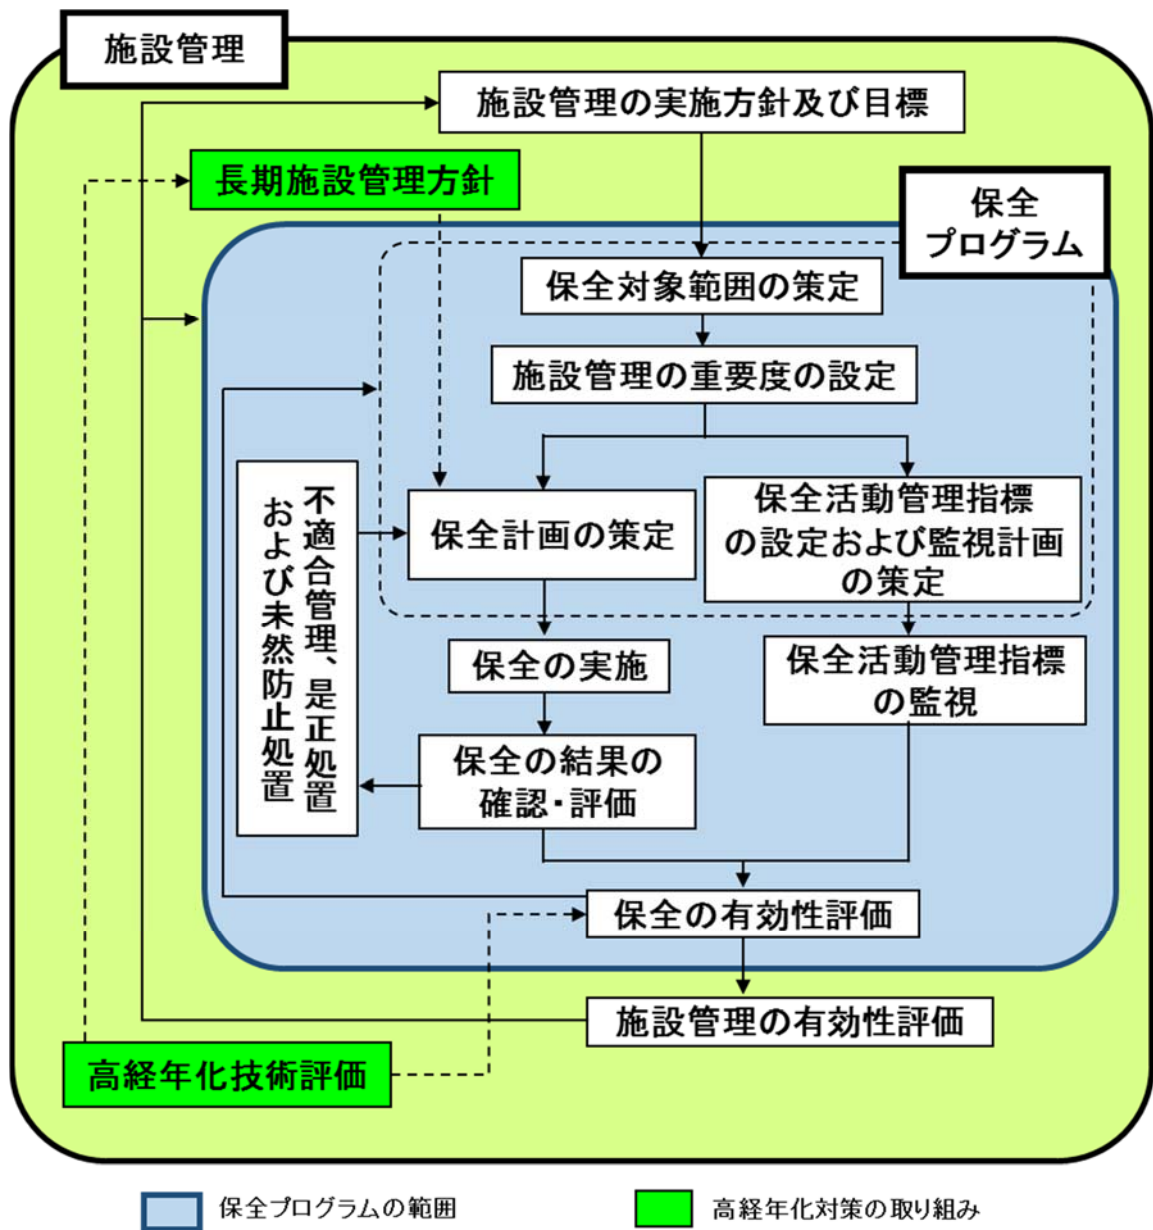 施設管理
施設管理の実施方針及び目標
長期施設管理方針
保全
プログラム
保全対象範囲の策定
施設管理の重要度の設定
不適合管理、是正処置
および未然防止処置
保全計画の策定
保全活動管理指標
の設定および監視計画
の策定
保全の実施
保全活動管理指標
の監視
保全の結果の
確認・評価
保全の有効性評価
施設管理の有効性評価
高経年化技術評価
保全プログラムの範囲
高経年化対策の取り組み